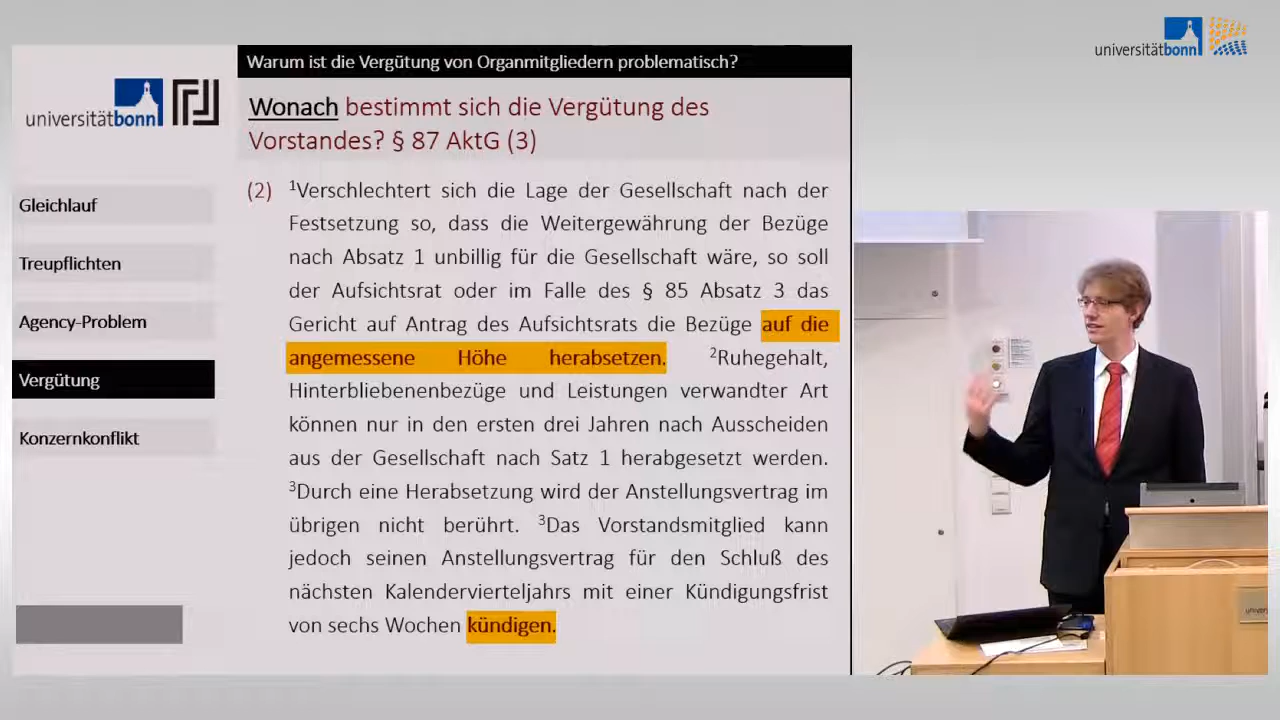 universitätbonn
Warum ist die Vergütung von Organmitgliedern problematisch?
universitätbonn
Wonach bestimmt sich die Vergütung des
Vorstandes? § 87 AktG (3)
Gleichlauf
Treupflichten
Agency-Problem
Vergütung
Konzernkonflikt
(2) ¹Verschlechtert sich die Lage der Gesellschaft nach der
Festsetzung so, dass die Weitergewährung der Bezüge
nach Absatz 1 unbillig für die Gesellschaft wäre, so soll
der Aufsichtsrat oder im Falle des § 85 Absatz 3 das
Gericht auf Antrag des Aufsichtsrats die Bezüge auf die
angemessene Höhe herabsetzen. ²Ruhegehalt,
Hinterbliebenenbezüge und Leistungen verwandter Art
können nur in den ersten drei Jahren nach Ausscheiden
aus der Gesellschaft nach Satz 1 herabgesetzt werden.
³Durch eine Herabsetzung wird der Anstellungsvertrag im
übrigen nicht berührt. ³Das Vorstandsmitglied kann
jedoch seinen Anstellungsvertrag für den Schluß des
nächsten Kalendervierteljahrs mit einer Kündigungsfrist
von sechs Wochen kündigen.